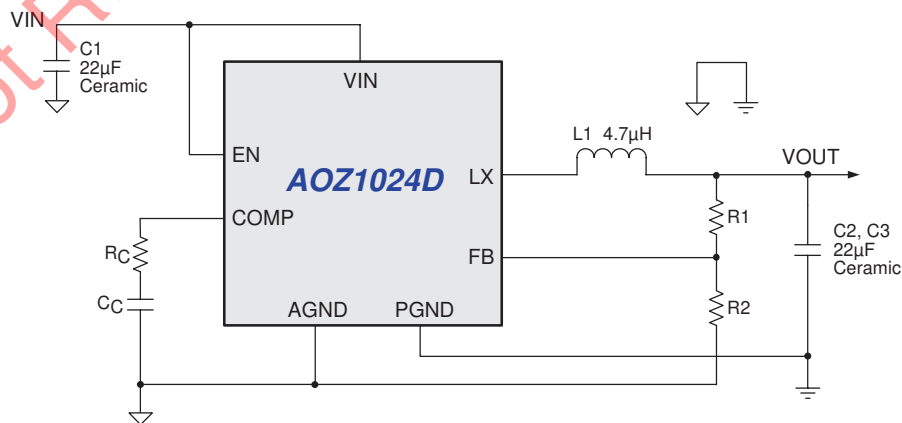 VIN
C1
22µF
Ceramic
VIN
EN
AOZ1024D
LX
COMP
FB
AGND
PGND
RC
CC
L1 4.7µH
VOUT
R1
R2
C2, C3
22µF
Ceramic
ot R